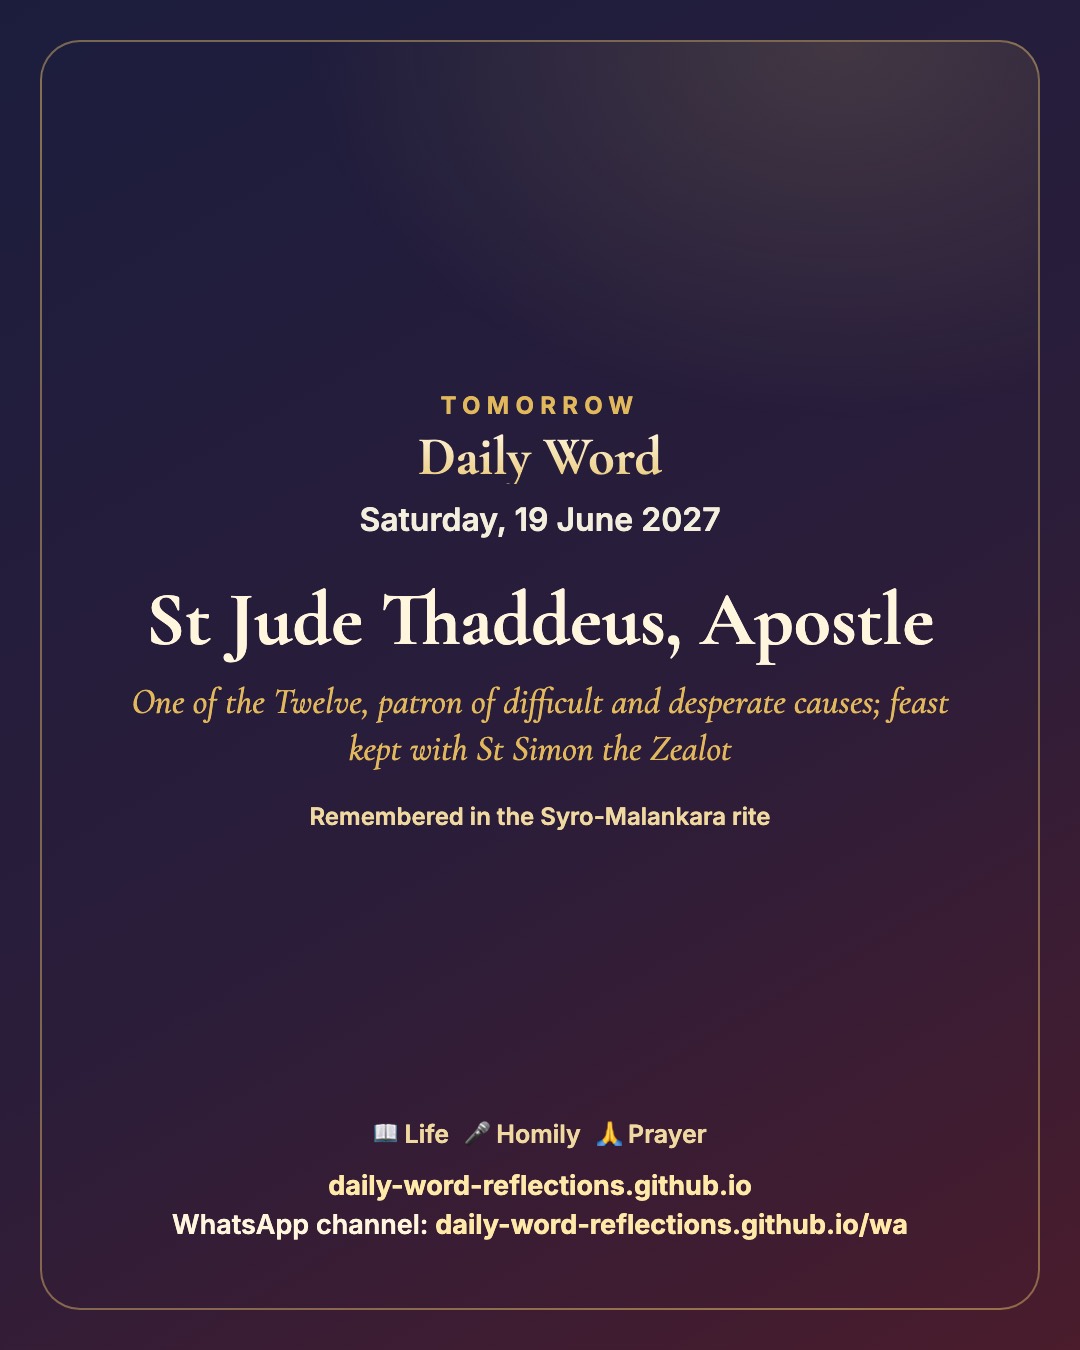 TOMORROW
Daily Word
Saturday, 19 June 2027
St Jude Thaddeus, Apostle
One of the Twelve, patron of difficult and desperate causes; feast
kept with St Simon the Zealot
Remembered in the Syro-Malankara rite
📖 Life 🎤 Homily 🙏 Prayer
daily-word-reflections.github.io
WhatsApp channel: daily-word-reflections.github.io/wa